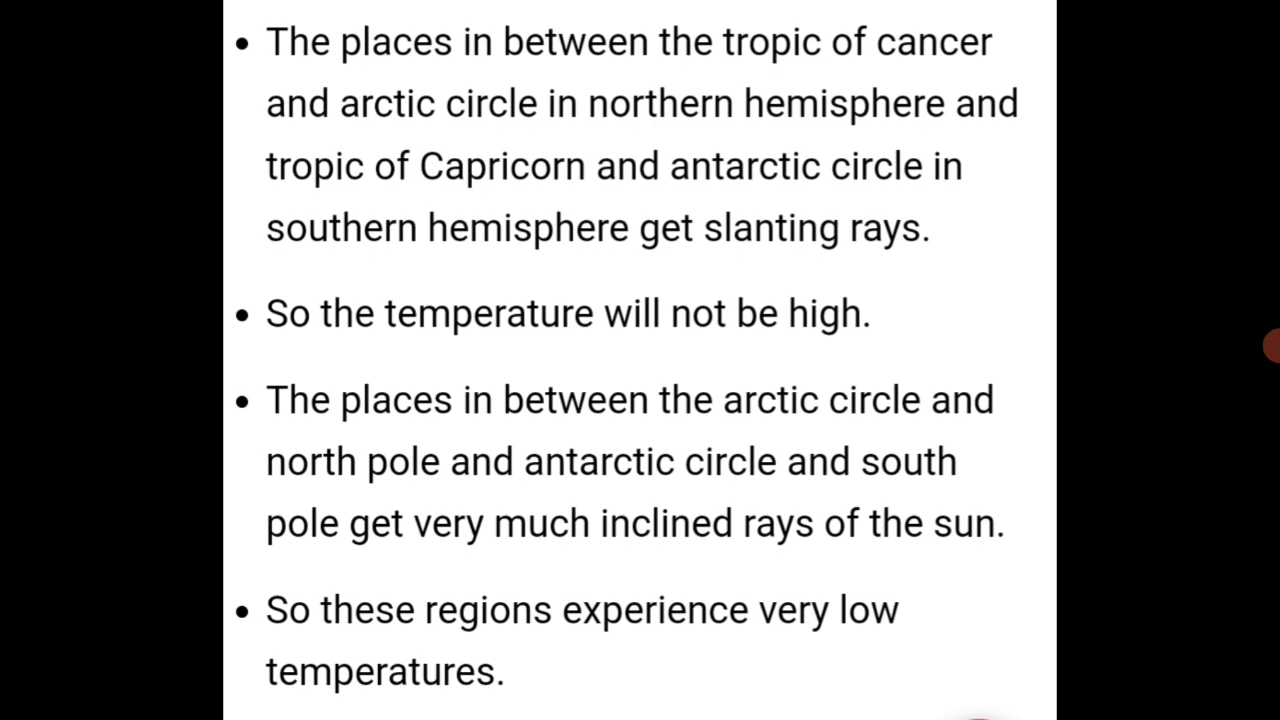 • The places in between the tropic of cancer
and arctic circle in northern hemisphere and
tropic of Capricorn and antarctic circle in
southern hemisphere get slanting rays.
• So the temperature will not be high.
• The places in between the arctic circle and
north pole and antarctic circle and south
pole get very much inclined rays of the sun.
• So these regions experience very low
temperatures.